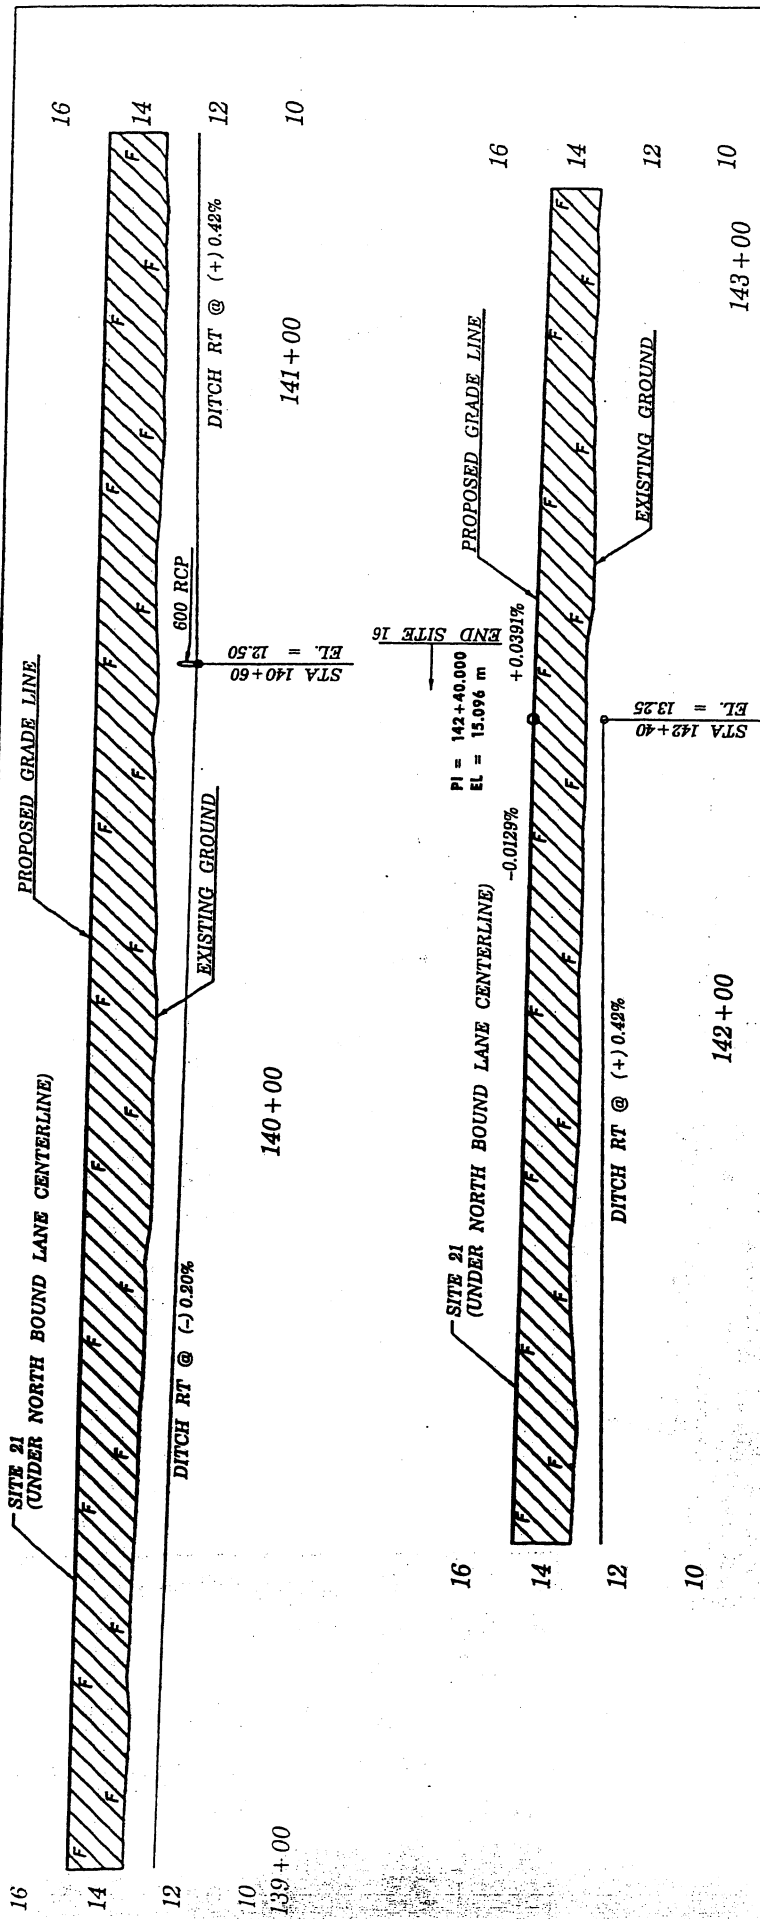 SITE 21
(UNDER NORTH BOUND LANE CENTERLINE)
PROPOSED GRADE LINE
16
14
12
10
16
14
12
10
F F F F F F F F F F F F F F F F F F F F F
DITCH RT @ (-) 0.20%
EXISTING GROUND
600 RCP
STA 140+60
EL. = 12.50
DITCH RT @ (+) 0.42%
139+00
140+00
141+00
SITE 21
(UNDER NORTH BOUND LANE CENTERLINE)
PI = 142+40.000
EL = 15.096 m
END SITE 16
-0.0129%
+0.0391%
PROPOSED GRADE LINE
16
14
12
10
16
14
12
10
F F F F F F F F F F F F F F F F
DITCH RT @ (+) 0.42%
STA 142+40
EL. = 13.25
EXISTING GROUND
142+00
143+00